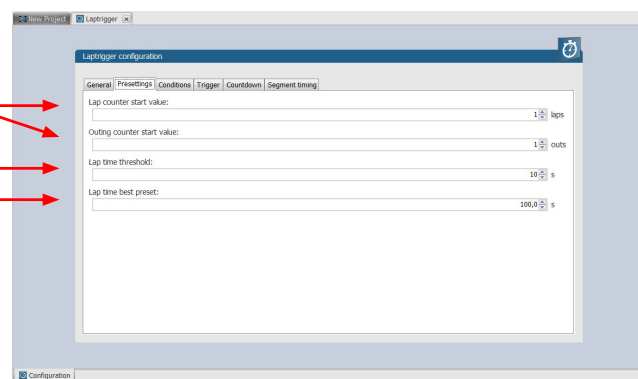 New Project Laptrigger
Laptrigger configuration
General Presettings Conditions Trigger Countdown Segment timing
Lap counter start value:
1 laps
Outing counter start value:
1 outs
Lap time threshold:
10 s
Lap time best preset:
100,0 s
Configuration